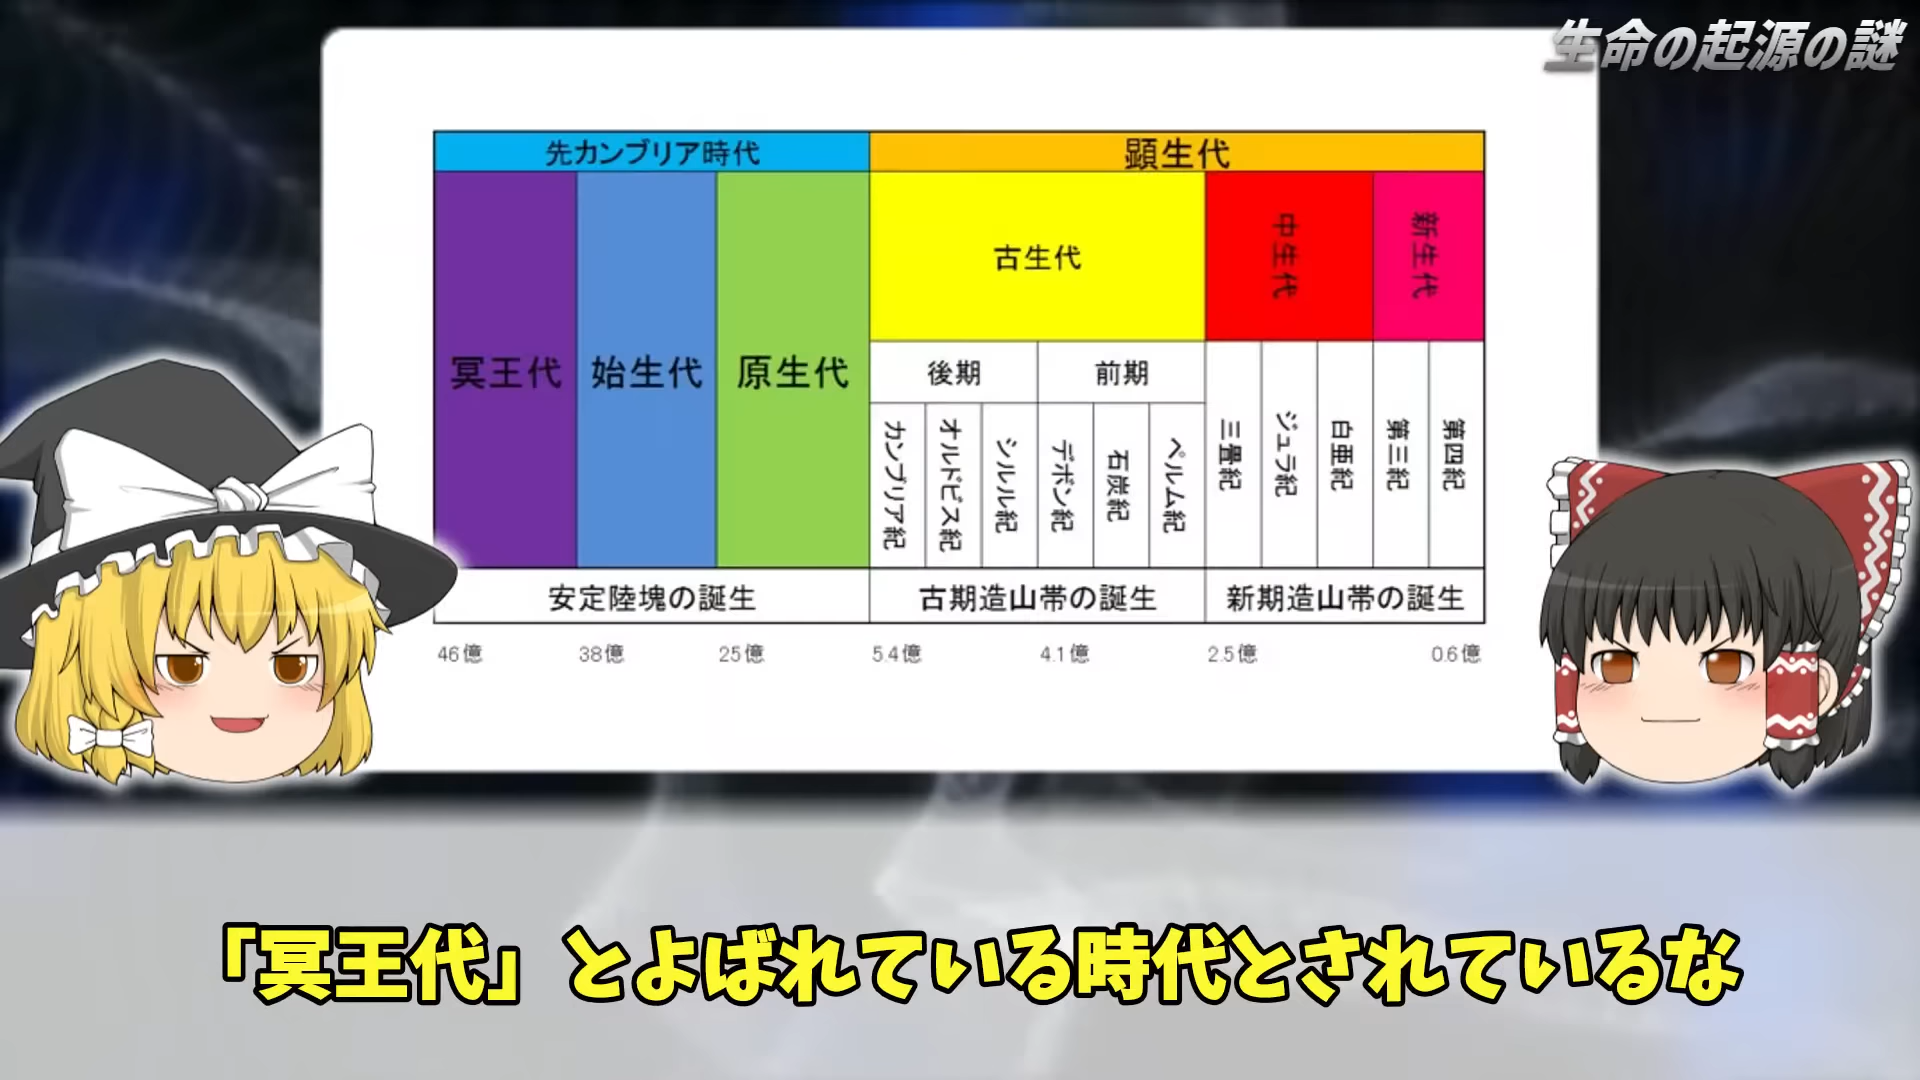 生命の起源の謎
先カンブリア時代
顕生代
冥王代
始生代
原生代
古生代
中生代
新生代
後期
前期
カンブリア紀
オルドビス紀
シルル紀
デボン紀
石炭紀
ペルム紀
三畳紀
ジュラ紀
白亜紀
第三紀
第四紀
安定陸塊の誕生
古期造山帯の誕生
新期造山帯の誕生
46億
38億
25億
5.4億
4.1億
2.5億
0.6億
「冥王代」とよばれている時代とされているな